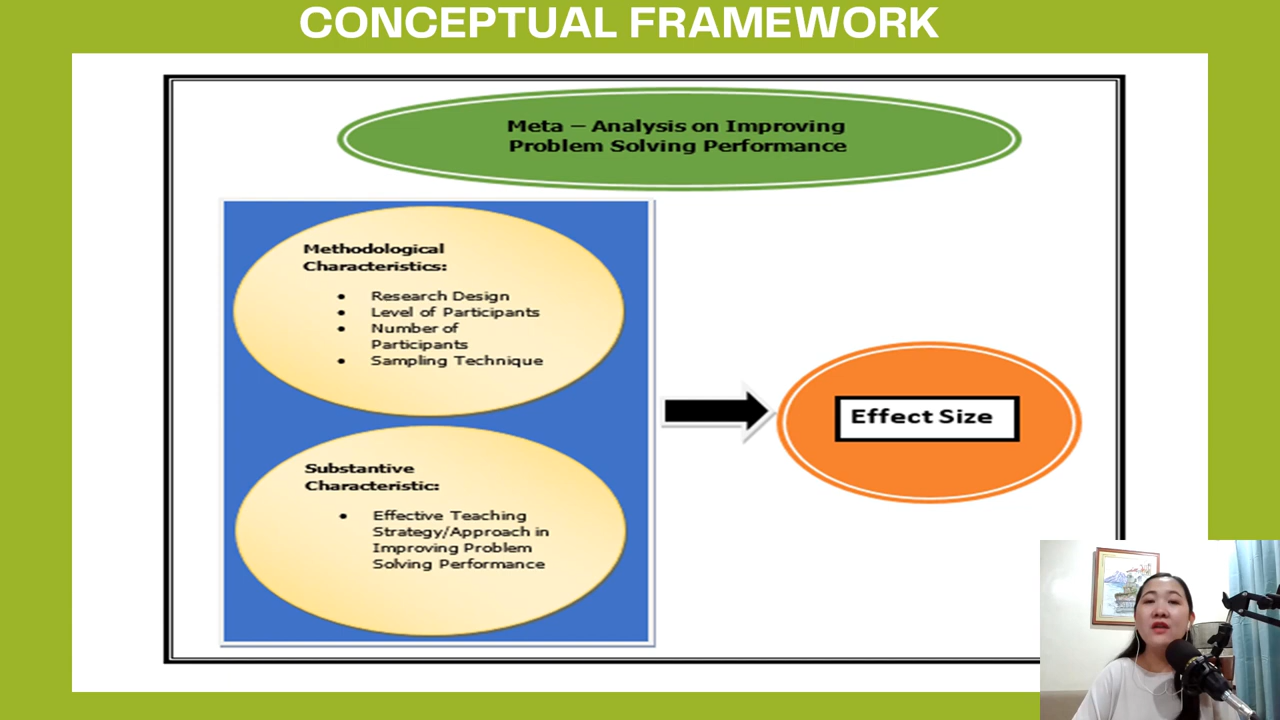 CONCEPTUAL FRAMEWORK
Meta – Analysis on Improving
Problem Solving Performance
Methodological
Characteristics:
• Research Design
• Level of Participants
• Number of
Participants
• Sampling Technique
Effect Size
Substantive
Characteristic:
• Effective Teaching
Strategy/Approach in
Improving Problem
Solving Performance